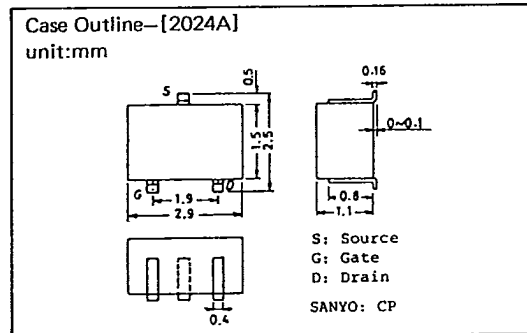 Case Outline—[2024A]
unit:mm
S
0.5
1.5
2.5
G
D
1.9
2.9
0.16
0~0.1
0.8
1.1
0.4
S: Source
G: Gate
D: Drain
SANYO: CP